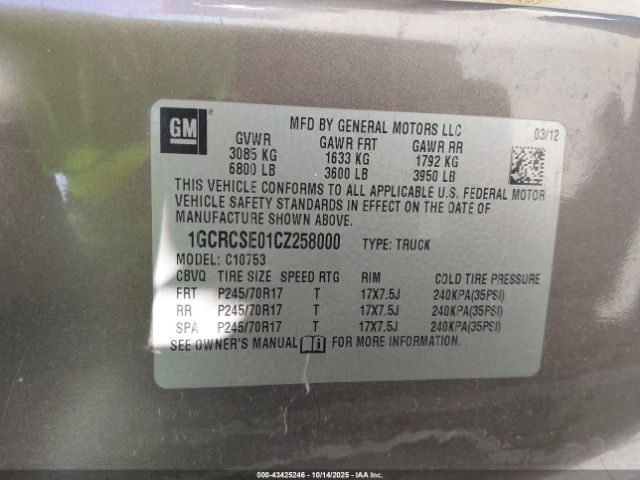 GM
MFD BY GENERAL MOTORS LLC
03/12
GVWR GAWR FRT GAWR RR
3085 KG 1633 KG 1792 KG
6800 LB 3600 LB 3950 LB
THIS VEHICLE CONFORMS TO ALL APPLICABLE U.S. FEDERAL MOTOR
VEHICLE SAFETY STANDARDS IN EFFECT ON THE DATE OF
MANUFACTURE SHOWN ABOVE.
1GCRCSE01CZ258000 TYPE: TRUCK
MODEL: C10753
CBVQ TIRE SIZE SPEED RTG RIM COLD TIRE PRESSURE
FRT P245/70R17 T 17X7.5J 240KPA(35PSI)
RR P245/70R17 T 17X7.5J 240KPA(35PSI)
SPA P245/70R17 T 17X7.5J 240KPA(35PSI)
SEE OWNER'S MANUAL FOR MORE INFORMATION.
Own: 00-43425246 - 10/14/2025 - IAA Inc.